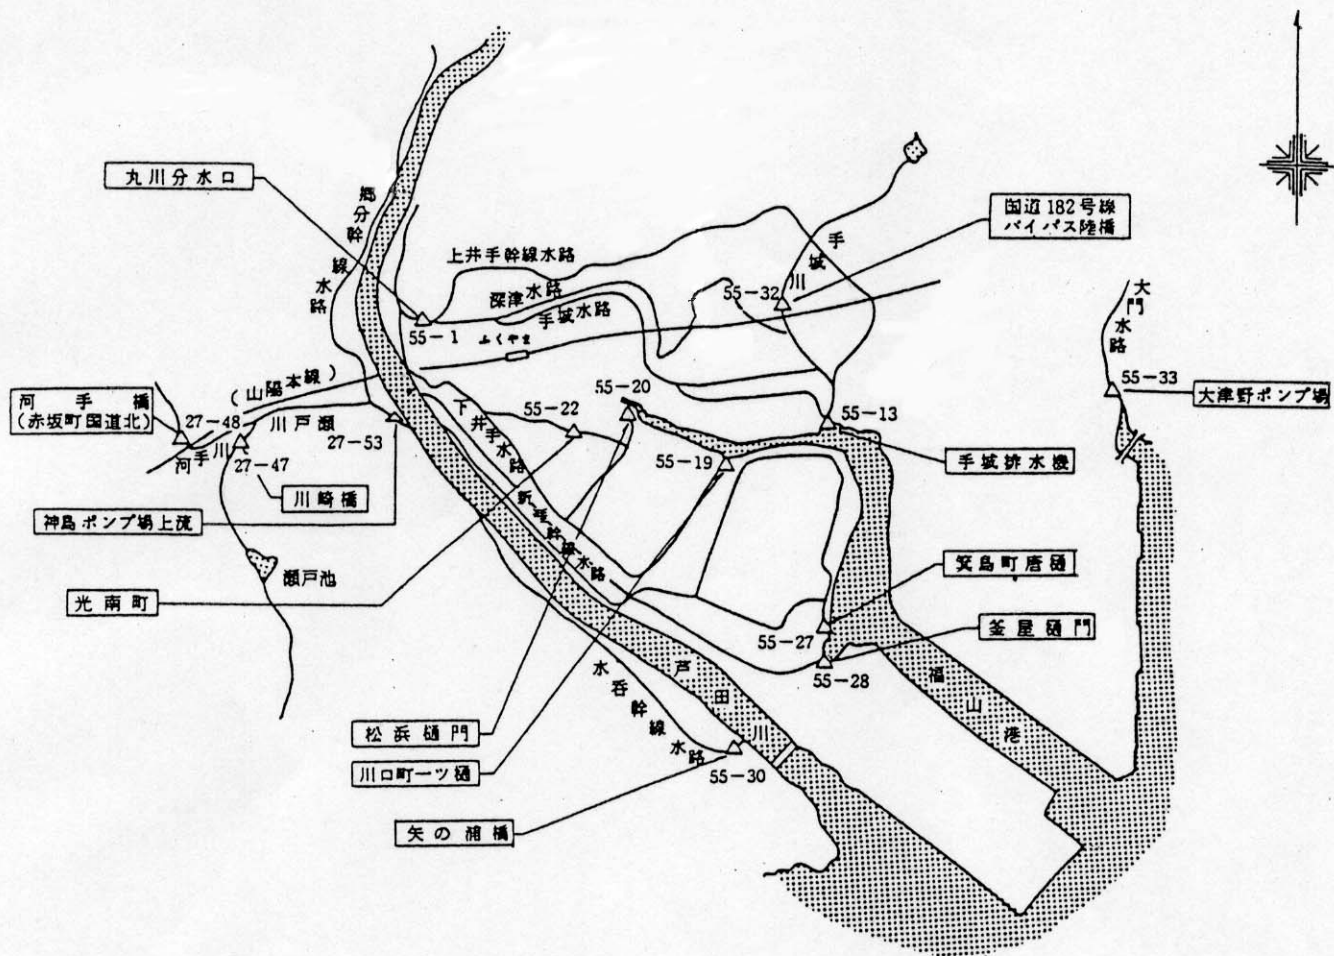 丸川分水口
郷分幹線水路
国道182号線
バイパス陸橋
手城川
上井手幹線水路
深津水路
手城水路
55-32
大門水路
55-1
ふくやま
(山陽本線)
55-20
55-33
大津野ポンプ場
河手橋
(赤坂町国道北)
27-48
川戸瀬
27-53
下井手水路
55-22
55-13
河手川
27-47
55-19
手城排水機
川崎橋
神島ポンプ場上流
新涯幹線水路
瀬戸池
箕島町唐樋
光南町
釜屋樋門
55-27
55-28
水呑幹線水路
芦田川
福山港
松浜樋門
川口町一ツ樋
55-30
矢の浦橋